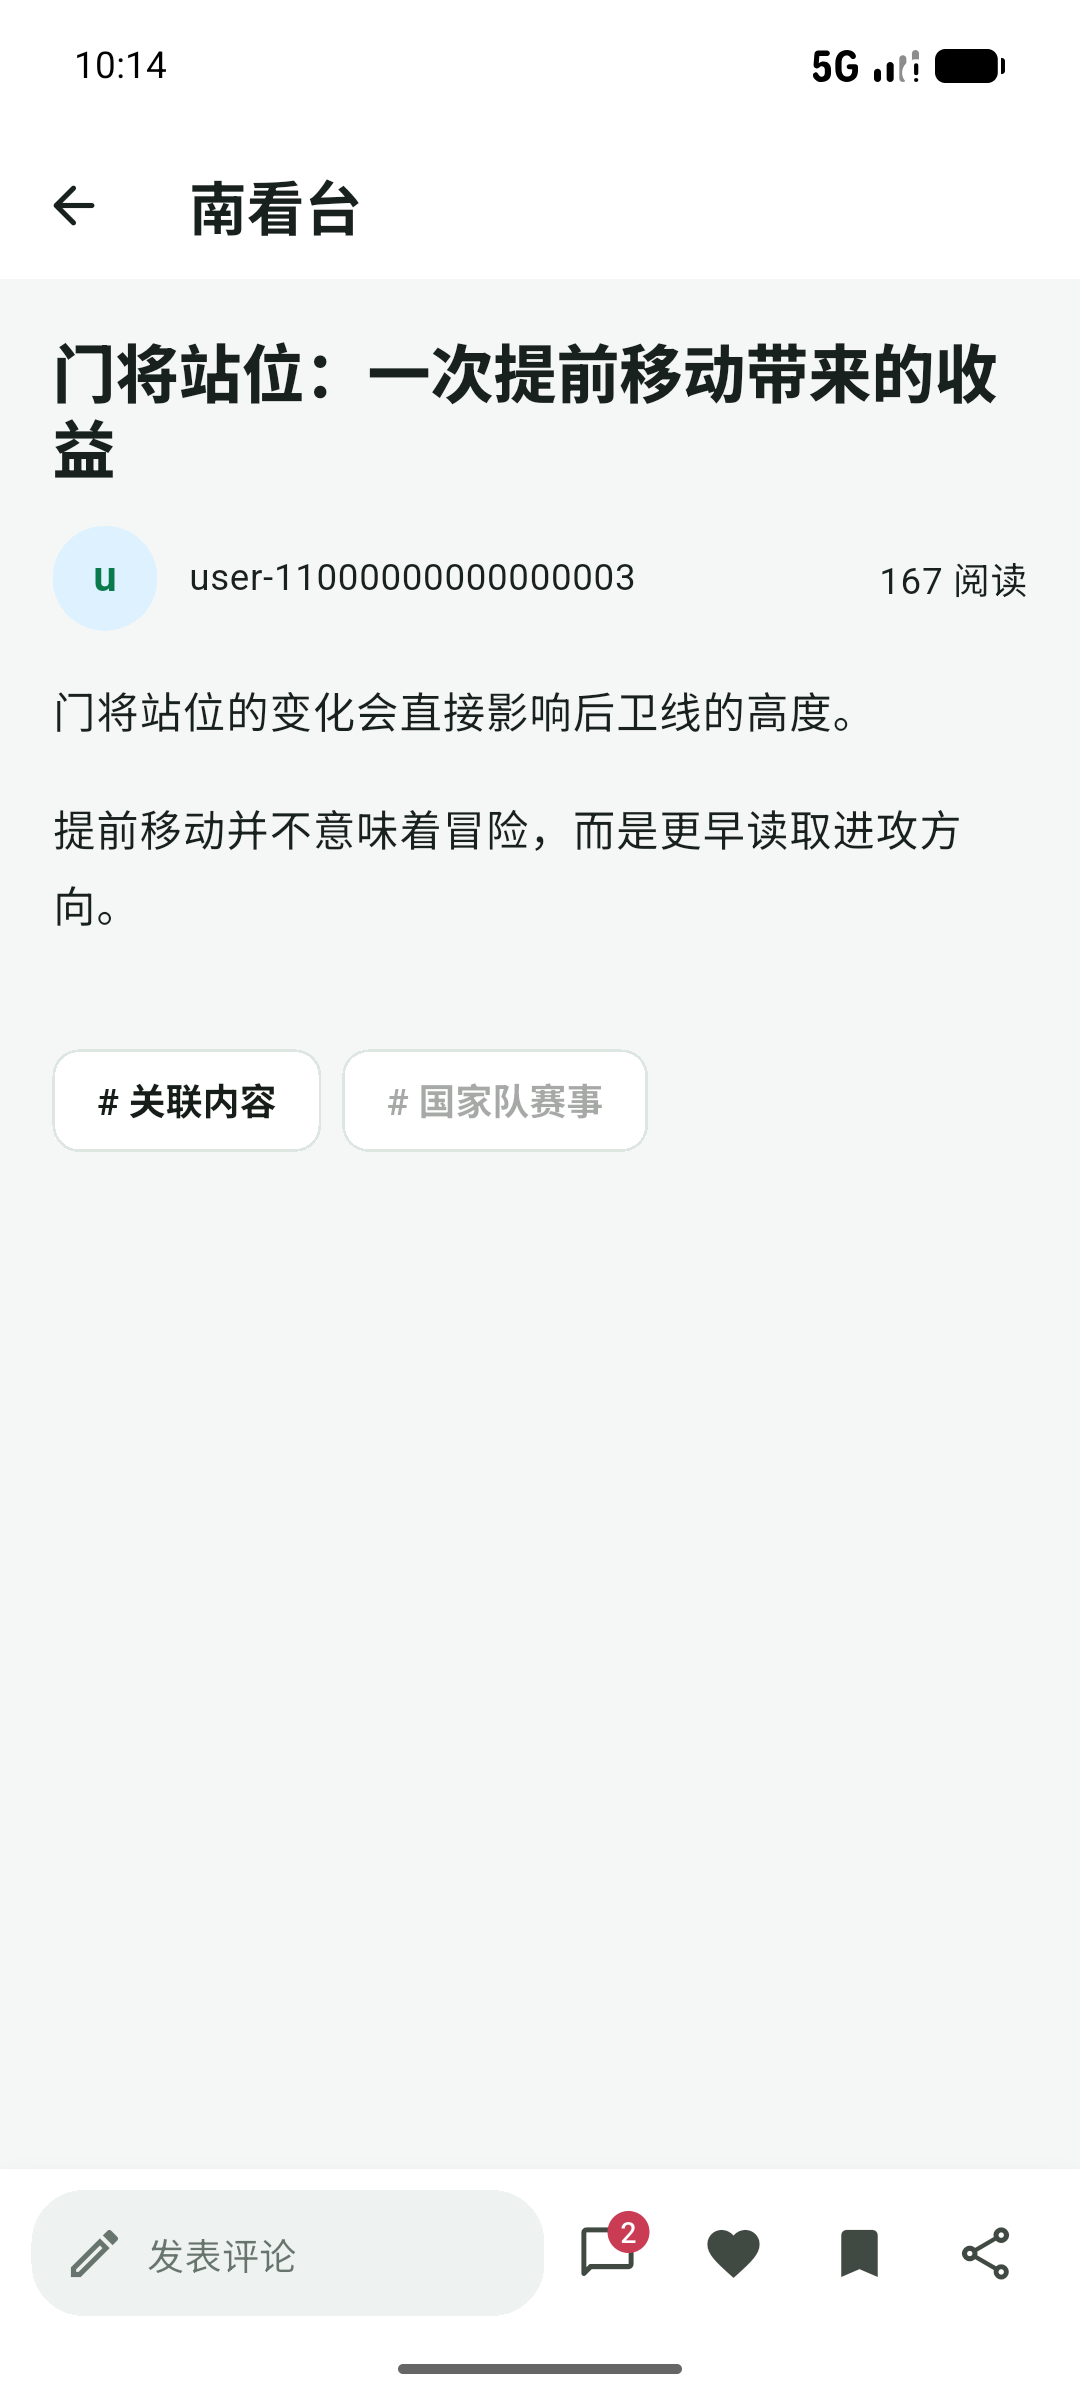 10:14
5G
南看台
门将站位：一次提前移动带来的收
益
u
user-11000000000000003
167 阅读
门将站位的变化会直接影响后卫线的高度。
提前移动并不意味着冒险，而是更早读取进攻方
向。
# 关联内容
# 国家队赛事
发表评论
2